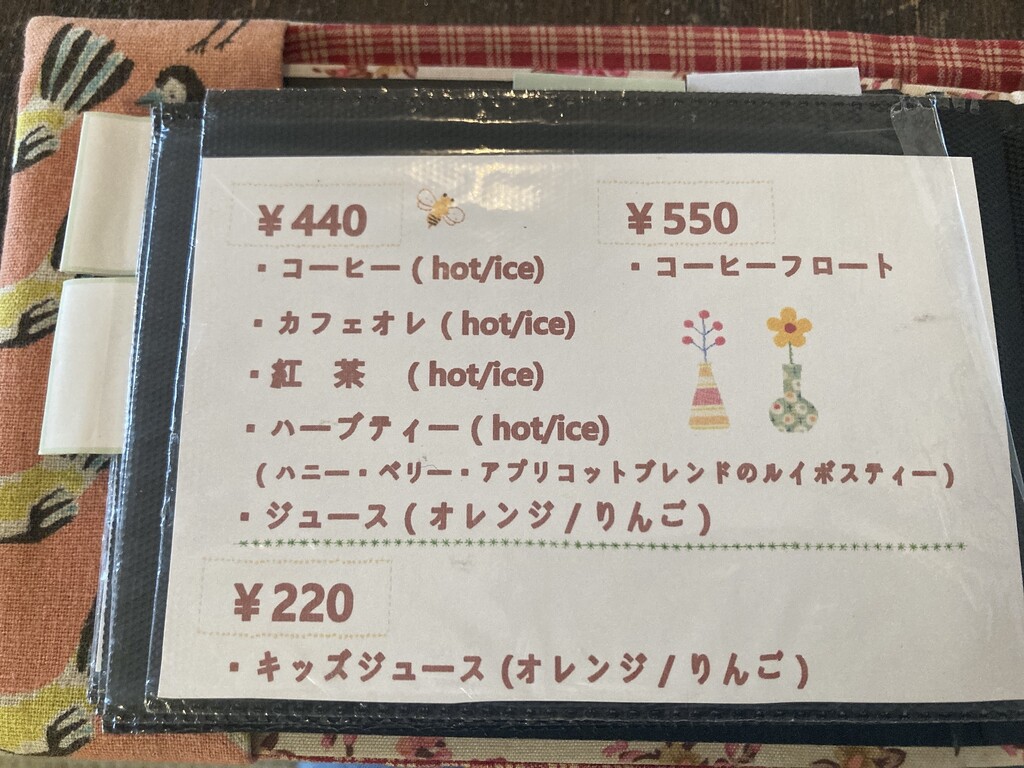 ￥440
・コーヒー ( hot/ice)
・カフェオレ ( hot/ice)
・紅　茶　( hot/ice)
・ハーブティー ( hot/ice)
( ハニー・ベリー・アプリコットブレンドのルイボスティー )
・ジュース ( オレンジ / りんご )
￥550
・コーヒーフロート
￥220
・キッズジュース (オレンジ / りんご )